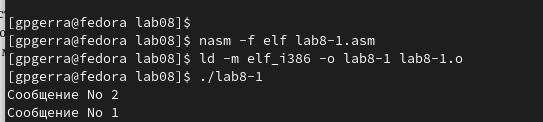 [gpgerra@fedora lab08]$
[gpgerra@fedora lab08]$ nasm -f elf lab8-1.asm
[gpgerra@fedora lab08]$ ld -m elf_i386 -o lab8-1 lab8-1.o
[gpgerra@fedora lab08]$ ./lab8-1
Сообщение No 2
Сообщение No 1